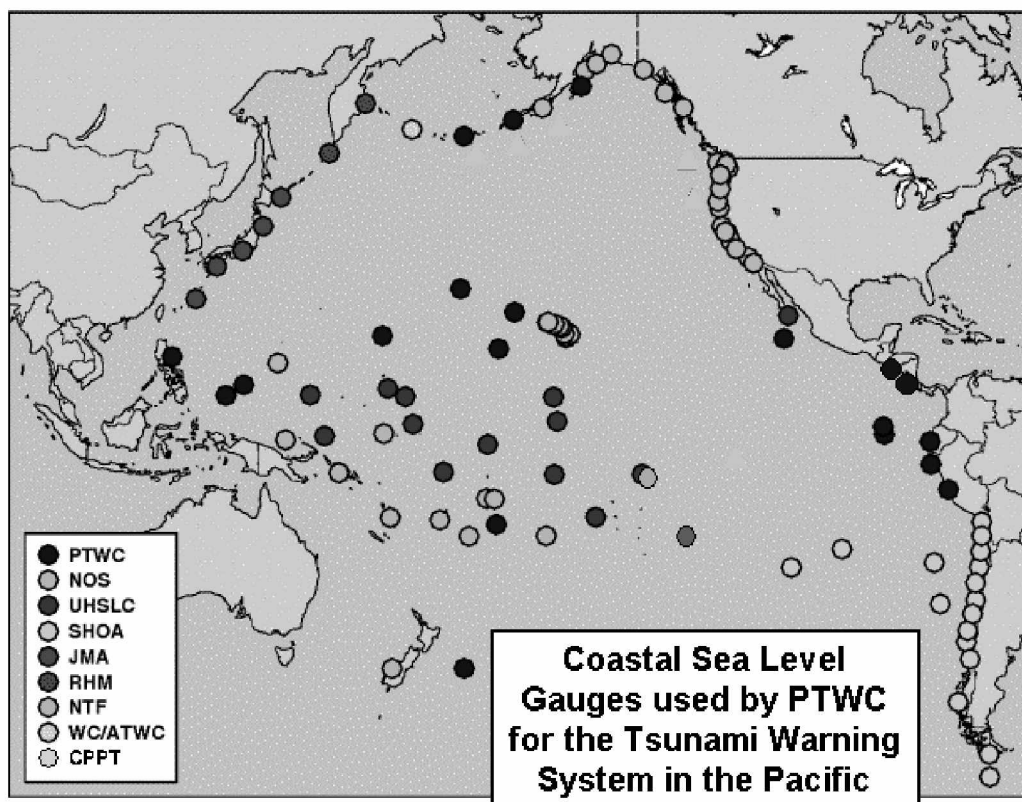 PTWC
NOS
UHSLC
SHOA
JMA
RHM
NTF
WC/ATWC
CPPT
Coastal Sea Level
Gauges used by PTWC
for the Tsunami Warning
System in the Pacific